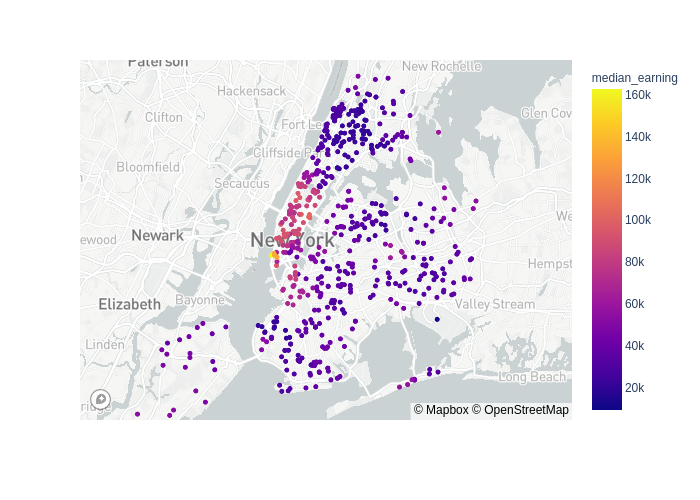 Paterson
New Rochelle
median_earning
Hackensack
160k
Clifton
Fort Le
Glen Cov
140k
Cliffside P
Bloomfield
120k
Secaucus
We
100k
ewood
Newark
New York
Hempst
80k
Elizabeth
Bayonne
Valley Stream
60k
Linden
40k
Long Beach
20k
ridge
© Mapbox © OpenStreetMap